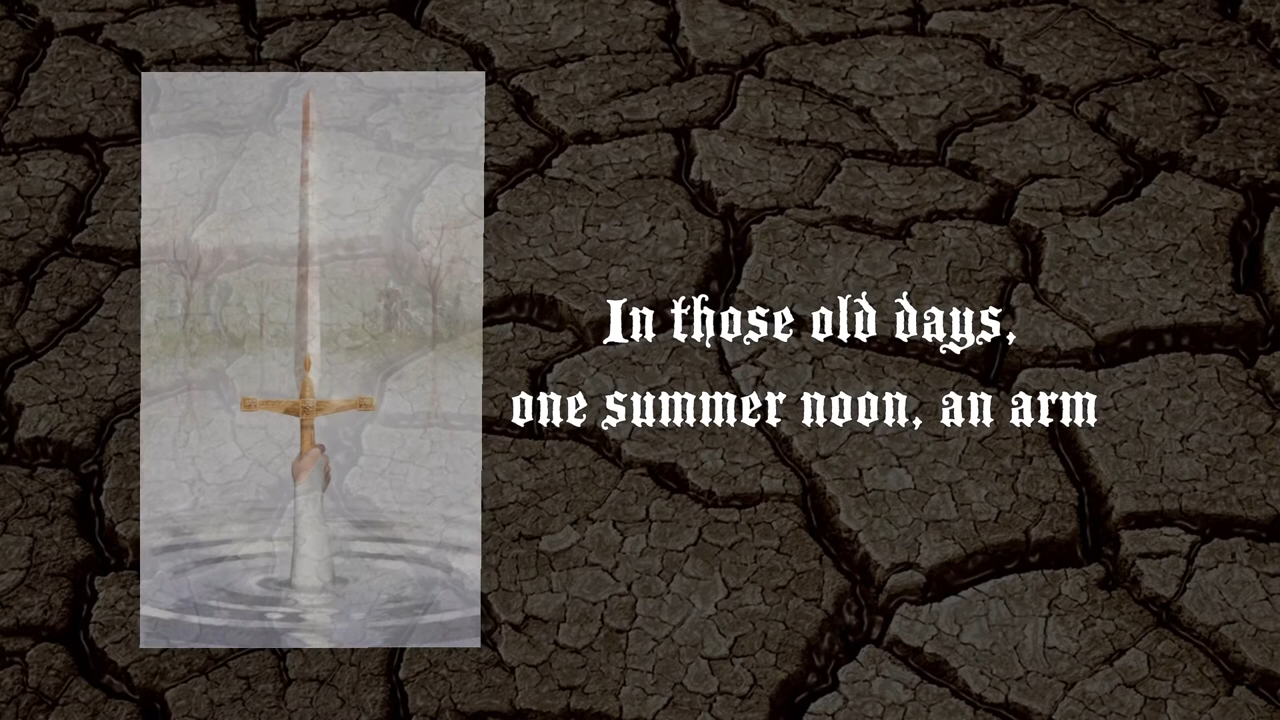 In those old days,
one summer noon, an arm